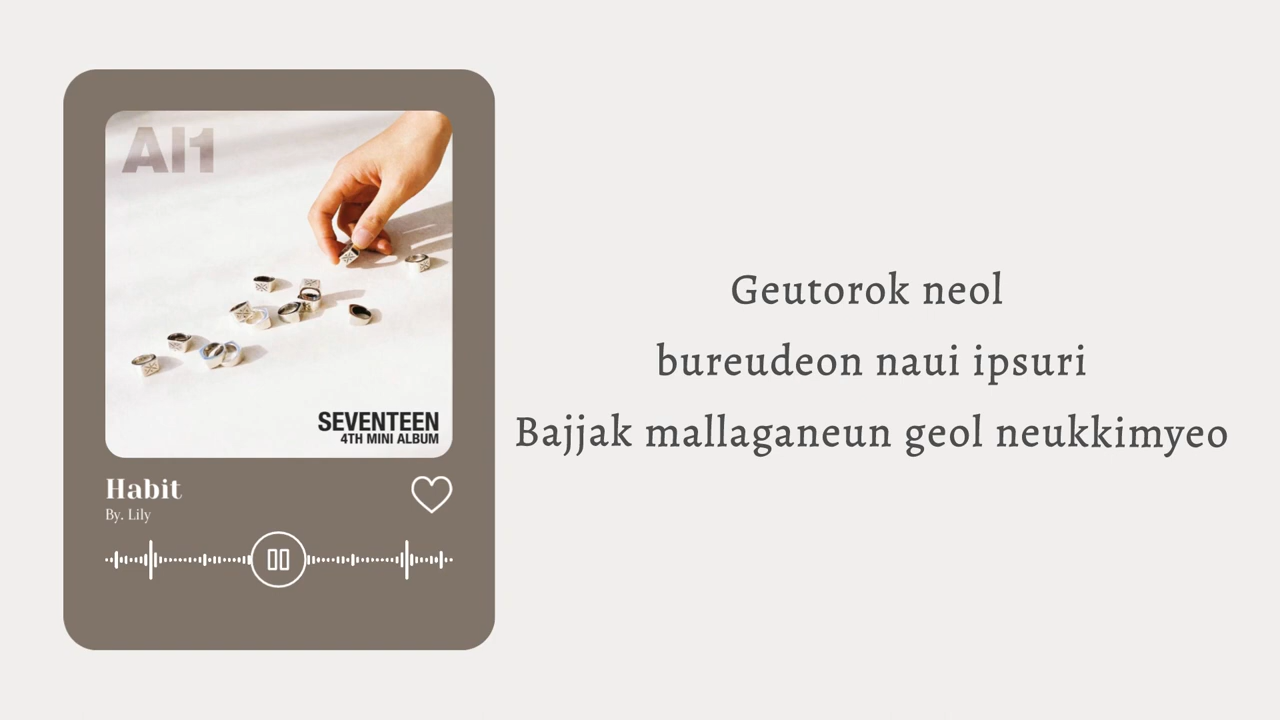 Al1
SEVENTEEN
4TH MINI ALBUM
Habit
By. Lily
Geutorok neol
bureudeon naui ipsuri
Bajjak mallaganeun geol neukkimyeo